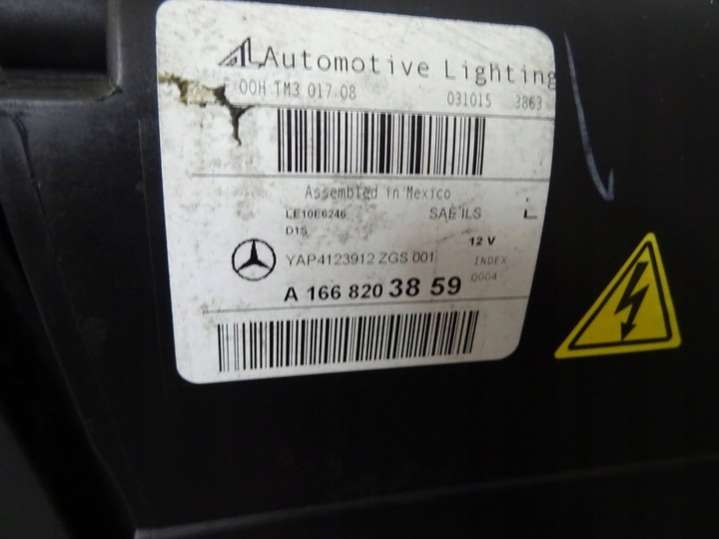 AL Automotive Lighting
00H TM3 017 08 031015 3863
Assembled in Mexico
LE10E6246 SAE ILS L
D1S 12 V
YAP4123912 ZGS 001 INDEX
A 166 820 38 59 0004